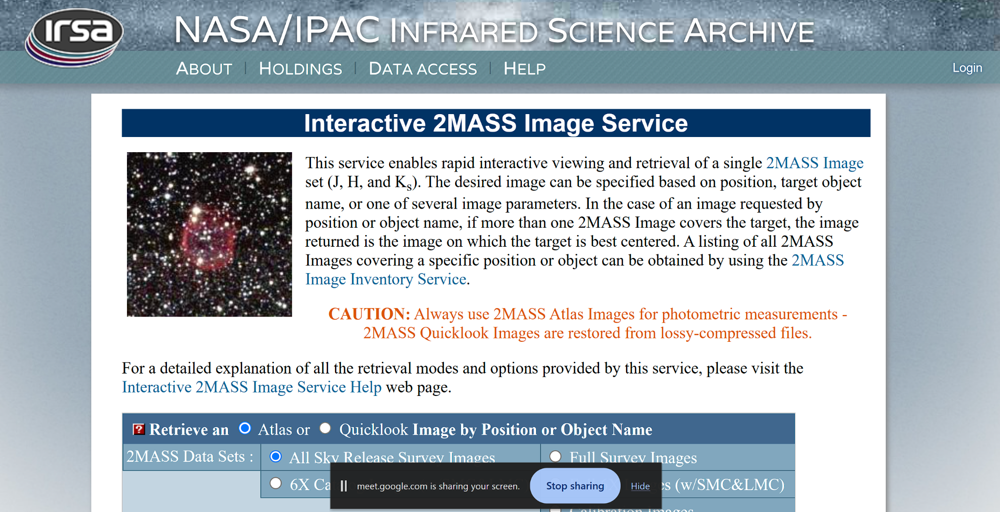 irsa
NASA/IPAC INFRARED SCIENCE ARCHIVE
ABOUT
HOLDINGS
DATA ACCESS
HELP
Login
Interactive 2MASS Image Service
This service enables rapid interactive viewing and retrieval of a single 2MASS Image
set (J, H, and Ks). The desired image can be specified based on position, target object
name, or one of several image parameters. In the case of an image requested by
position or object name, if more than one 2MASS Image covers the target, the image
returned is the image on which the target is best centered. A listing of all 2MASS
Images covering a specific position or object can be obtained by using the 2MASS
Image Inventory Service.
CAUTION: Always use 2MASS Atlas Images for photometric measurements -
2MASS Quicklook Images are restored from lossy-compressed files.
For a detailed explanation of all the retrieval modes and options provided by this service, please visit the
Interactive 2MASS Image Service Help web page.
? Retrieve an Atlas or Quicklook Image by Position or Object Name
2MASS Data Sets :
All Sky Release Survey Images
Full Survey Images
6X
(w/SMC&LMC)
meet.google.com is sharing your screen.
Stop sharing
Hide
Calibration Images